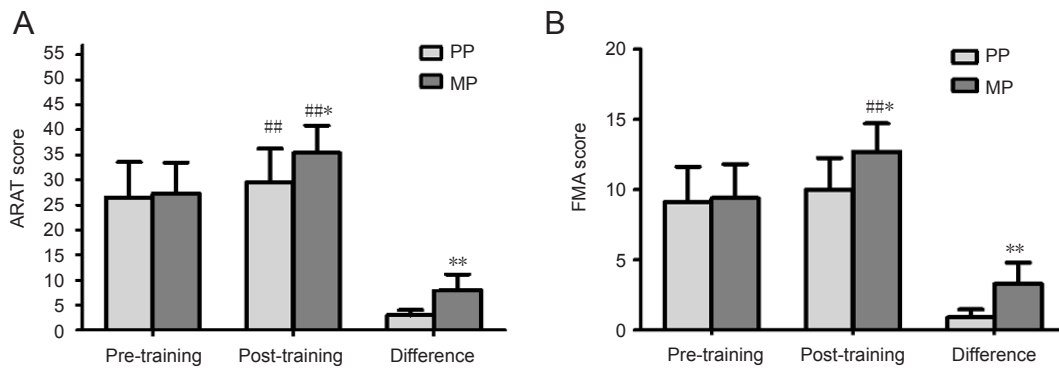 A
ARAT score
55
50
45
40
35
30
25
20
15
10
5
0
PP
MP
##
##*
**
Pre-training
Post-training
Difference
B
FMA score
20
15
10
5
0
PP
MP
##*
**
Pre-training
Post-training
Difference